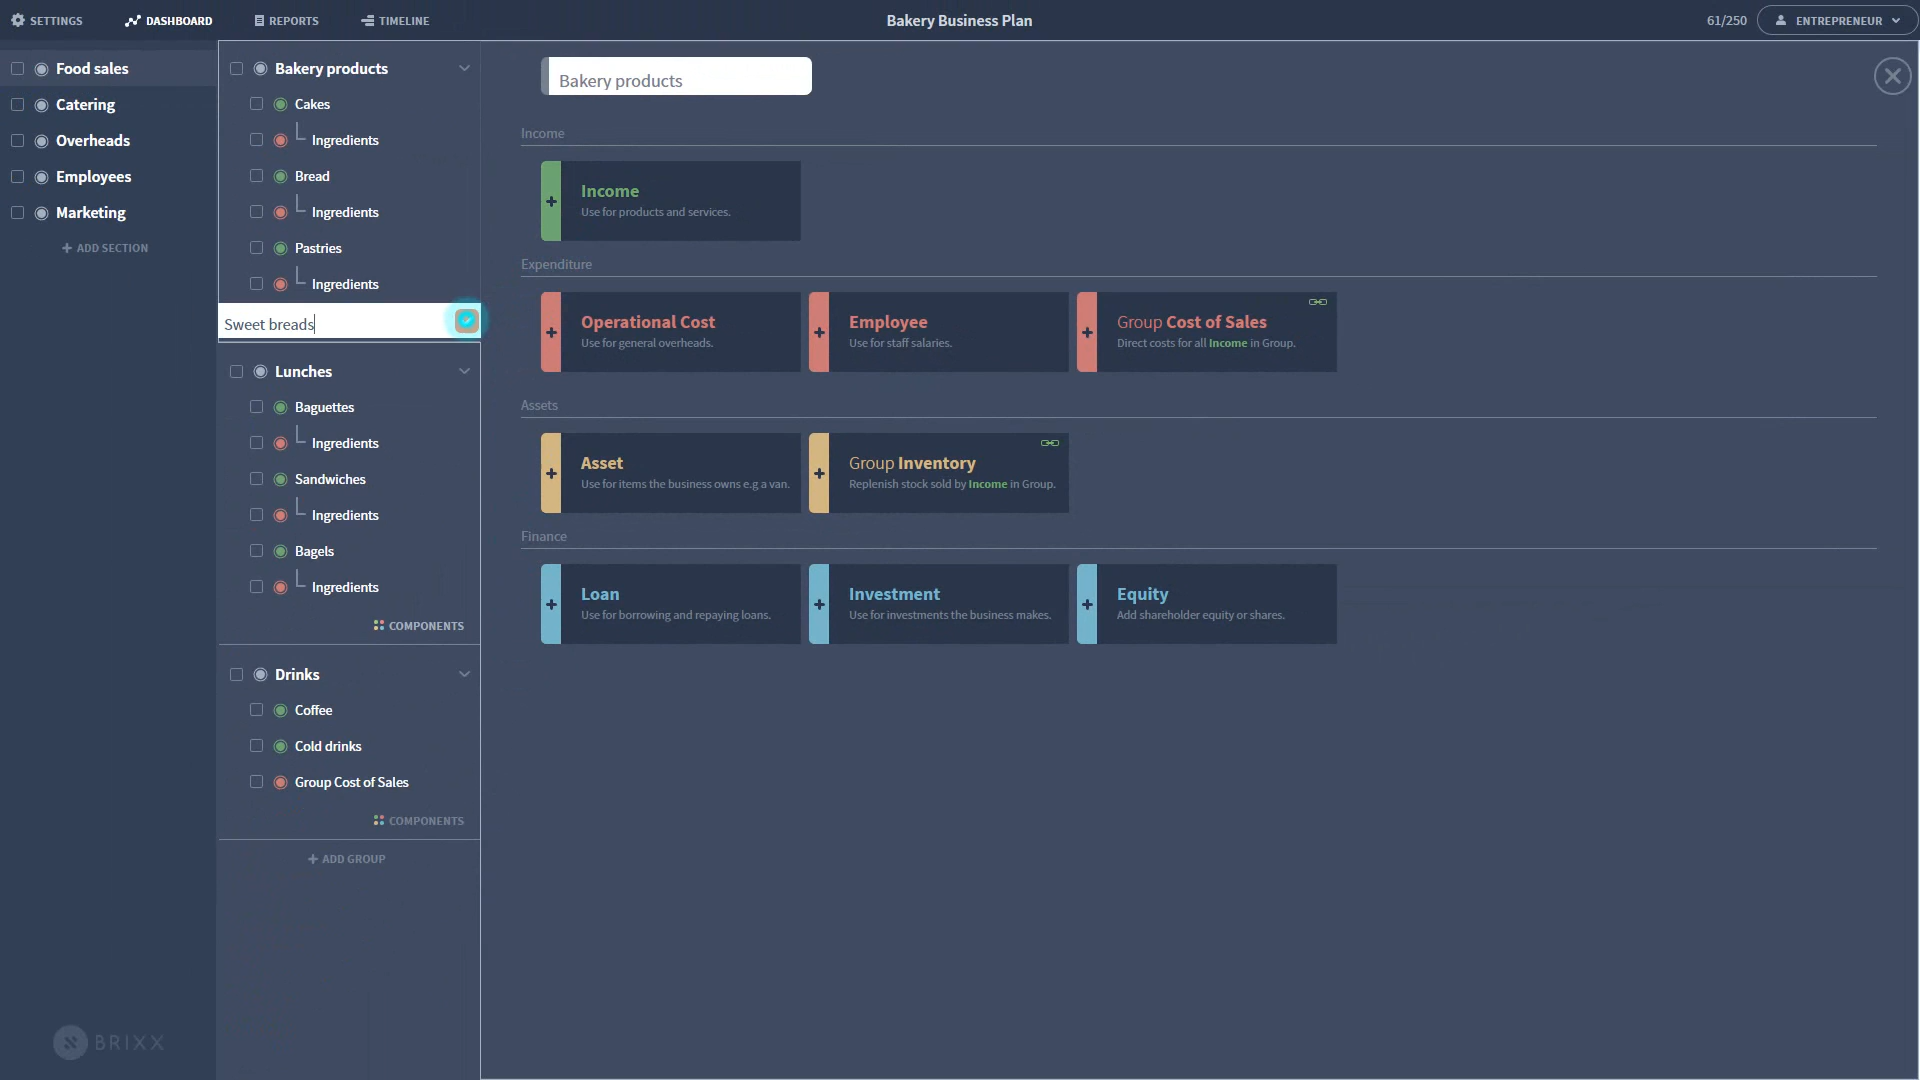 SETTINGS
DASHBOARD
REPORTS
TIMELINE
Bakery Business Plan
61/250
ENTREPRENEUR
Food sales
Catering
Overheads
Employees
Marketing
ADD SECTION
Bakery products
Cakes
Ingredients
Bread
Ingredients
Pastries
Ingredients
Sweet breads
Lunches
Baguettes
Ingredients
Sandwiches
Ingredients
Bagels
Ingredients
COMPONENTS
Drinks
Coffee
Cold drinks
Group Cost of Sales
COMPONENTS
ADD GROUP
Bakery products
Income
Income
Use for products and services.
Expenditure
Operational Cost
Use for general overheads.
Employee
Use for staff salaries.
Group Cost of Sales
Direct costs for all Income in Group.
Assets
Asset
Use for items the business owns e.g a van.
Group Inventory
Replenish stock sold by Income in Group.
Finance
Loan
Use for borrowing and repaying loans.
Investment
Use for investments the business makes.
Equity
Add shareholder equity or shares.
BRIXX